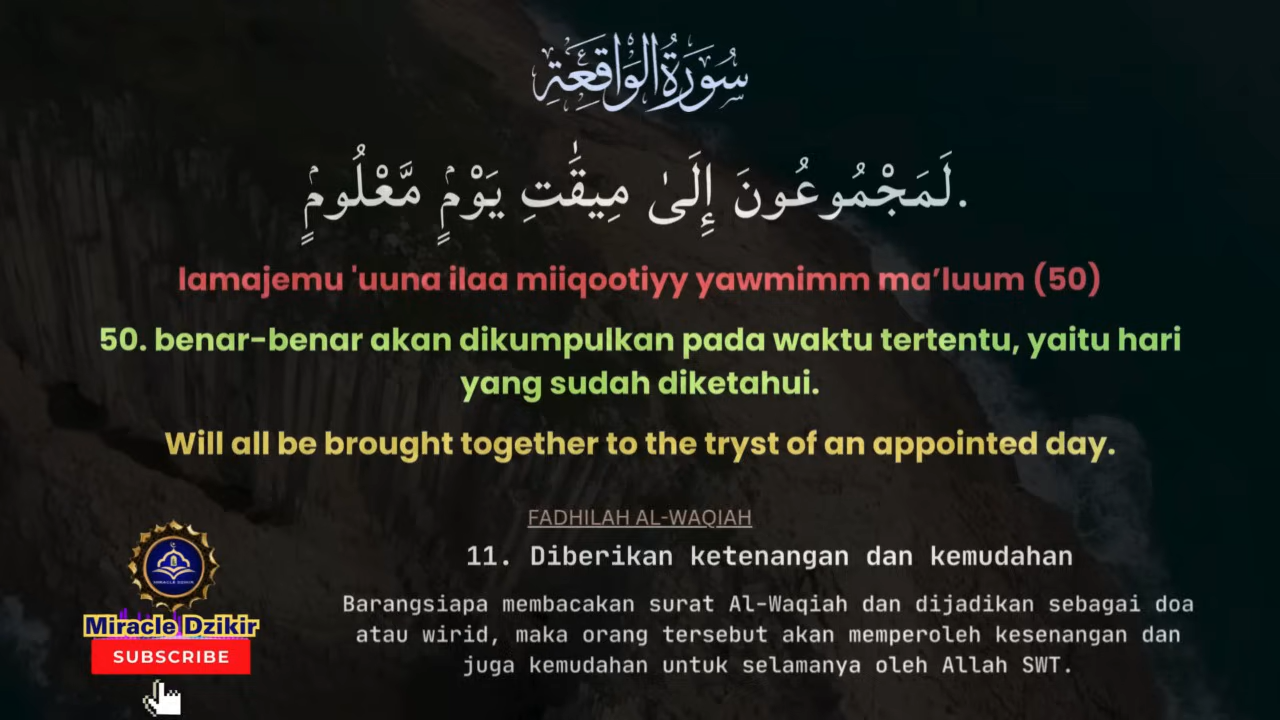 سُورَةُ الْوَاقِعَةِ
لَمَجْمُوعُونَ إِلَىٰ مِيقَٰتِ يَوْمٍۢ مَّعْلُومٍۢ.
lamajemu 'uuna ilaa miiqootiyy yawmimm ma’luum (50)
50. benar-benar akan dikumpulkan pada waktu tertentu, yaitu hari
yang sudah diketahui.
Will all be brought together to the tryst of an appointed day.
FADHILAH AL-WAQIAH
11. Diberikan ketenangan dan kemudahan
Barangsiapa membacakan surat Al-Waqiah dan dijadikan sebagai doa
atau wirid, maka orang tersebut akan memperoleh kesenangan dan
juga kemudahan untuk selamanya oleh Allah SWT.
MIRACLE DZIKIR
Miracle Dzikir
SUBSCRIBE